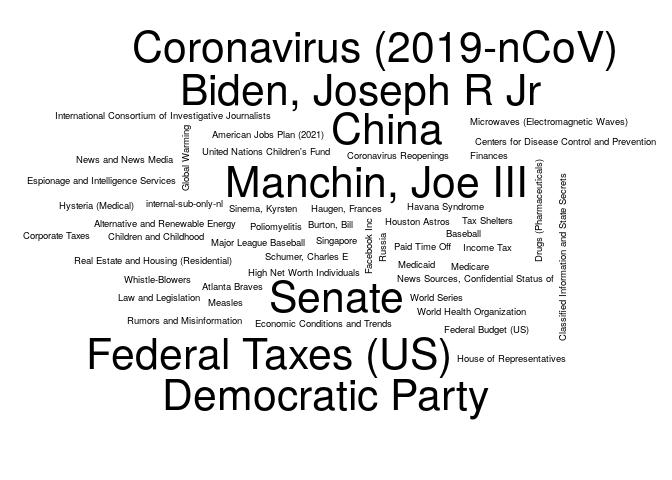 Coronavirus (2019-nCoV)
Biden, Joseph R Jr
International Consortium of Investigative Journalists
Microwaves (Electromagnetic Waves)
American Jobs Plan (2021)
China
Centers for Disease Control and Prevention
Global Warming
United Nations Children's Fund
Coronavirus Reopenings
Finances
News and News Media
Espionage and Intelligence Services
Manchin, Joe III
Drugs (Pharmaceuticals)
Classified Information and State Secrets
Hysteria (Medical)
internal-sub-only-nl
Sinema, Kyrsten
Haugen, Frances
Havana Syndrome
Alternative and Renewable Energy
Poliomyelitis
Burton, Bill
Facebook Inc
Russia
Houston Astros
Tax Shelters
Corporate Taxes
Children and Childhood
Major League Baseball
Singapore
Baseball
Paid Time Off
Income Tax
Real Estate and Housing (Residential)
Schumer, Charles E
Medicaid
Medicare
High Net Worth Individuals
News Sources, Confidential Status of
Whistle-Blowers
Atlanta Braves
Senate
Law and Legislation
Measles
World Series
World Health Organization
Rumors and Misinformation
Economic Conditions and Trends
Federal Budget (US)
Federal Taxes (US)
House of Representatives
Democratic Party